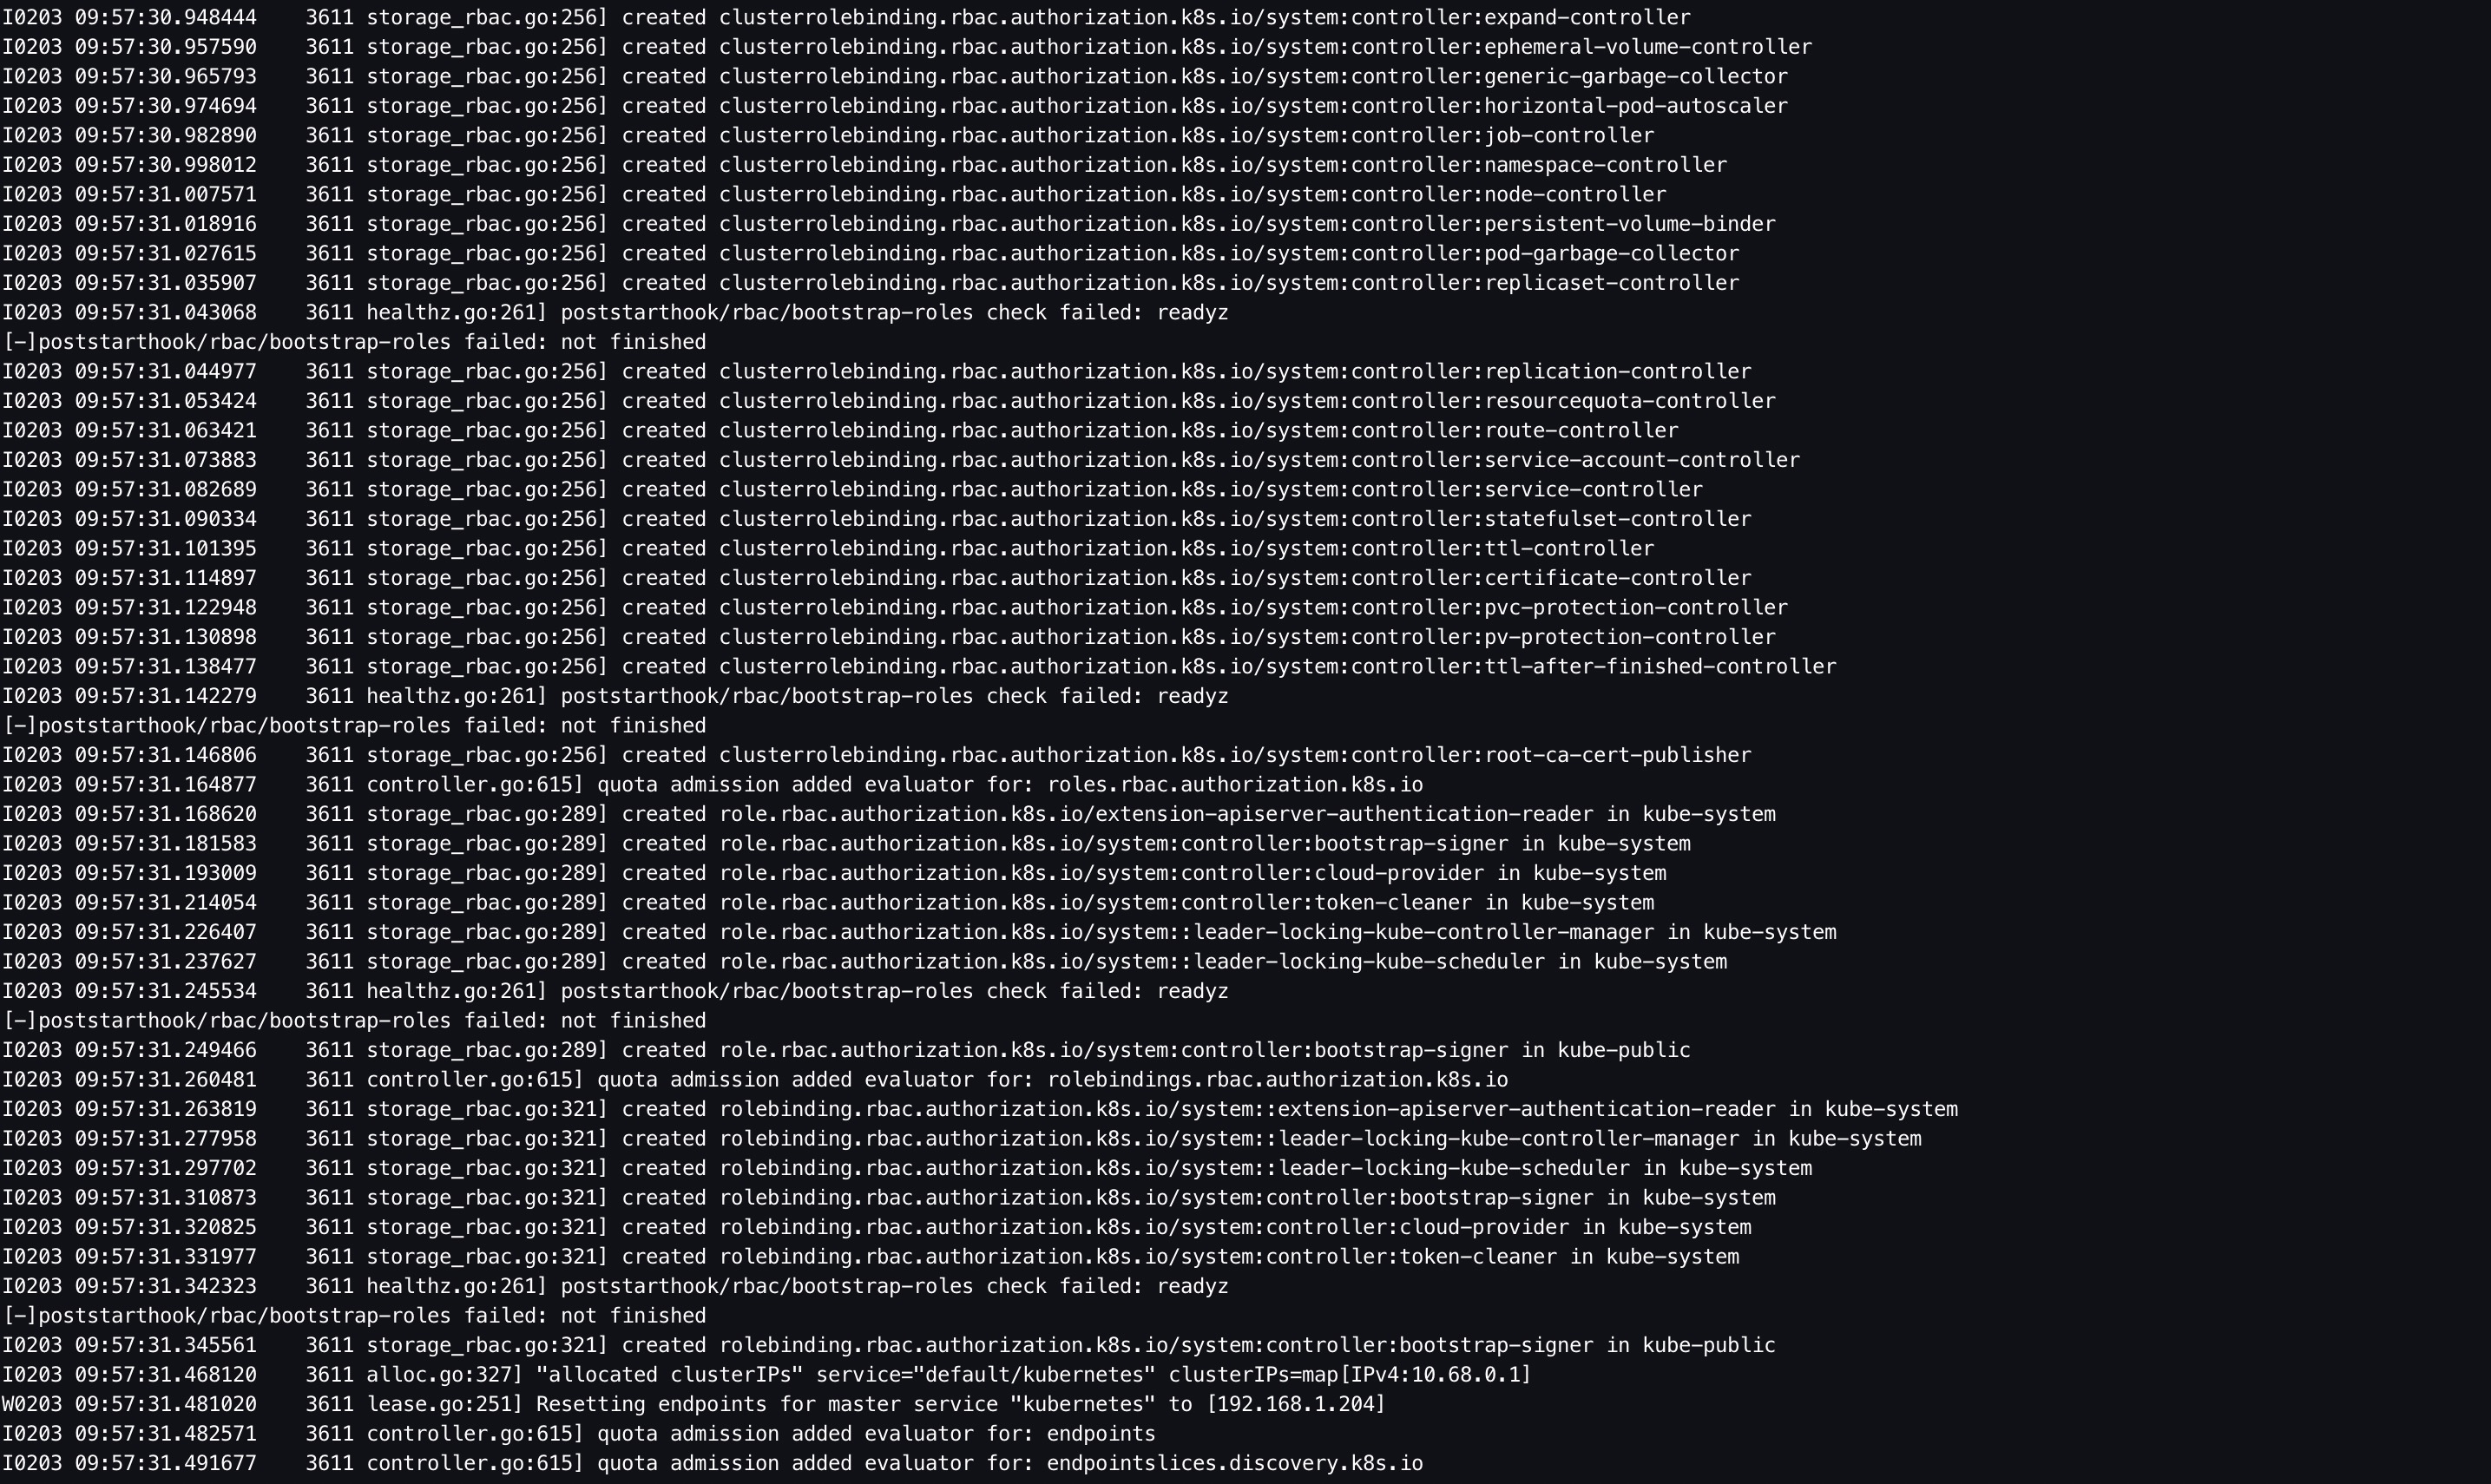 I0203 09:57:30.948444    3611 storage_rbac.go:256] created clusterrolebinding.rbac.authorization.k8s.io/system:controller:expand-controller
I0203 09:57:30.957590    3611 storage_rbac.go:256] created clusterrolebinding.rbac.authorization.k8s.io/system:controller:ephemeral-volume-controller
I0203 09:57:30.965793    3611 storage_rbac.go:256] created clusterrolebinding.rbac.authorization.k8s.io/system:controller:generic-garbage-collector
I0203 09:57:30.974694    3611 storage_rbac.go:256] created clusterrolebinding.rbac.authorization.k8s.io/system:controller:horizontal-pod-autoscaler
I0203 09:57:30.982890    3611 storage_rbac.go:256] created clusterrolebinding.rbac.authorization.k8s.io/system:controller:job-controller
I0203 09:57:30.998012    3611 storage_rbac.go:256] created clusterrolebinding.rbac.authorization.k8s.io/system:controller:namespace-controller
I0203 09:57:31.007571    3611 storage_rbac.go:256] created clusterrolebinding.rbac.authorization.k8s.io/system:controller:node-controller
I0203 09:57:31.018916    3611 storage_rbac.go:256] created clusterrolebinding.rbac.authorization.k8s.io/system:controller:persistent-volume-binder
I0203 09:57:31.027615    3611 storage_rbac.go:256] created clusterrolebinding.rbac.authorization.k8s.io/system:controller:pod-garbage-collector
I0203 09:57:31.035907    3611 storage_rbac.go:256] created clusterrolebinding.rbac.authorization.k8s.io/system:controller:replicaset-controller
I0203 09:57:31.043068    3611 healthz.go:261] poststarthook/rbac/bootstrap-roles check failed: readyz
[-]poststarthook/rbac/bootstrap-roles failed: not finished
I0203 09:57:31.044977    3611 storage_rbac.go:256] created clusterrolebinding.rbac.authorization.k8s.io/system:controller:replication-controller
I0203 09:57:31.053424    3611 storage_rbac.go:256] created clusterrolebinding.rbac.authorization.k8s.io/system:controller:resourcequota-controller
I0203 09:57:31.063421    3611 storage_rbac.go:256] created clusterrolebinding.rbac.authorization.k8s.io/system:controller:route-controller
I0203 09:57:31.073883    3611 storage_rbac.go:256] created clusterrolebinding.rbac.authorization.k8s.io/system:controller:service-account-controller
I0203 09:57:31.082689    3611 storage_rbac.go:256] created clusterrolebinding.rbac.authorization.k8s.io/system:controller:service-controller
I0203 09:57:31.090334    3611 storage_rbac.go:256] created clusterrolebinding.rbac.authorization.k8s.io/system:controller:statefulset-controller
I0203 09:57:31.101395    3611 storage_rbac.go:256] created clusterrolebinding.rbac.authorization.k8s.io/system:controller:ttl-controller
I0203 09:57:31.114897    3611 storage_rbac.go:256] created clusterrolebinding.rbac.authorization.k8s.io/system:controller:certificate-controller
I0203 09:57:31.122948    3611 storage_rbac.go:256] created clusterrolebinding.rbac.authorization.k8s.io/system:controller:pvc-protection-controller
I0203 09:57:31.130898    3611 storage_rbac.go:256] created clusterrolebinding.rbac.authorization.k8s.io/system:controller:pv-protection-controller
I0203 09:57:31.138477    3611 storage_rbac.go:256] created clusterrolebinding.rbac.authorization.k8s.io/system:controller:ttl-after-finished-controller
I0203 09:57:31.142279    3611 healthz.go:261] poststarthook/rbac/bootstrap-roles check failed: readyz
[-]poststarthook/rbac/bootstrap-roles failed: not finished
I0203 09:57:31.146806    3611 storage_rbac.go:256] created clusterrolebinding.rbac.authorization.k8s.io/system:controller:root-ca-cert-publisher
I0203 09:57:31.164877    3611 controller.go:615] quota admission added evaluator for: roles.rbac.authorization.k8s.io
I0203 09:57:31.168620    3611 storage_rbac.go:289] created role.rbac.authorization.k8s.io/extension-apiserver-authentication-reader in kube-system
I0203 09:57:31.181583    3611 storage_rbac.go:289] created role.rbac.authorization.k8s.io/system:controller:bootstrap-signer in kube-system
I0203 09:57:31.193009    3611 storage_rbac.go:289] created role.rbac.authorization.k8s.io/system:controller:cloud-provider in kube-system
I0203 09:57:31.214054    3611 storage_rbac.go:289] created role.rbac.authorization.k8s.io/system:controller:token-cleaner in kube-system
I0203 09:57:31.226407    3611 storage_rbac.go:289] created role.rbac.authorization.k8s.io/system::leader-locking-kube-controller-manager in kube-system
I0203 09:57:31.237627    3611 storage_rbac.go:289] created role.rbac.authorization.k8s.io/system::leader-locking-kube-scheduler in kube-system
I0203 09:57:31.245534    3611 healthz.go:261] poststarthook/rbac/bootstrap-roles check failed: readyz
[-]poststarthook/rbac/bootstrap-roles failed: not finished
I0203 09:57:31.249466    3611 storage_rbac.go:289] created role.rbac.authorization.k8s.io/system:controller:bootstrap-signer in kube-public
I0203 09:57:31.260481    3611 controller.go:615] quota admission added evaluator for: rolebindings.rbac.authorization.k8s.io
I0203 09:57:31.263819    3611 storage_rbac.go:321] created rolebinding.rbac.authorization.k8s.io/system::extension-apiserver-authentication-reader in kube-system
I0203 09:57:31.277958    3611 storage_rbac.go:321] created rolebinding.rbac.authorization.k8s.io/system::leader-locking-kube-controller-manager in kube-system
I0203 09:57:31.297702    3611 storage_rbac.go:321] created rolebinding.rbac.authorization.k8s.io/system::leader-locking-kube-scheduler in kube-system
I0203 09:57:31.310873    3611 storage_rbac.go:321] created rolebinding.rbac.authorization.k8s.io/system:controller:bootstrap-signer in kube-system
I0203 09:57:31.320825    3611 storage_rbac.go:321] created rolebinding.rbac.authorization.k8s.io/system:controller:cloud-provider in kube-system
I0203 09:57:31.331977    3611 storage_rbac.go:321] created rolebinding.rbac.authorization.k8s.io/system:controller:token-cleaner in kube-system
I0203 09:57:31.342323    3611 healthz.go:261] poststarthook/rbac/bootstrap-roles check failed: readyz
[-]poststarthook/rbac/bootstrap-roles failed: not finished
I0203 09:57:31.345561    3611 storage_rbac.go:321] created rolebinding.rbac.authorization.k8s.io/system:controller:bootstrap-signer in kube-public
I0203 09:57:31.468120    3611 alloc.go:327] "allocated clusterIPs" service="default/kubernetes" clusterIPs=map[IPv4:10.68.0.1]
W0203 09:57:31.481020    3611 lease.go:251] Resetting endpoints for master service "kubernetes" to [192.168.1.204]
I0203 09:57:31.482571    3611 controller.go:615] quota admission added evaluator for: endpoints
I0203 09:57:31.491677    3611 controller.go:615] quota admission added evaluator for: endpointslices.discovery.k8s.io